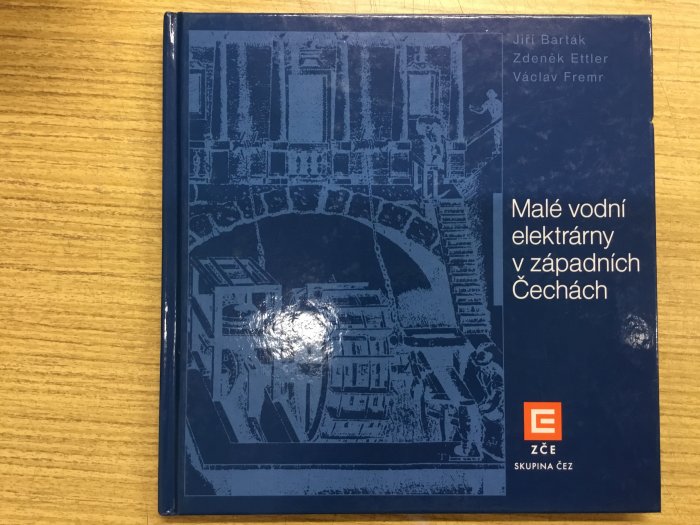 Jiří Barták
Zdeněk Ettler
Václav Fremr
Malé vodní
elektrárny
v západních
Čechách
ZČE
SKUPINA ČEZ